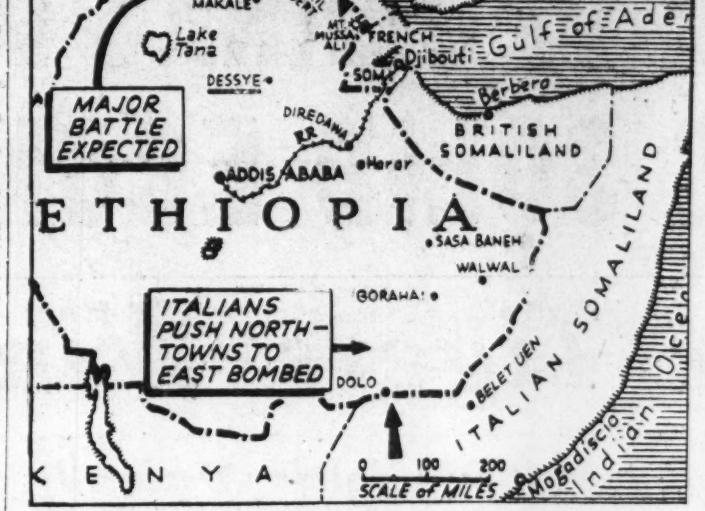 MAKALE
MT.
MUSSA
ALI
FRENCH
Lake
Tana
Gulf of Aden
Djibouti
SOM.
DESSYE
Berbera
MAJOR
BATTLE
EXPECTED
DIREDAWA
RR
BRITISH
SOMALILAND
Harar
ADDIS ABABA
ETHIOPIA
SASA BANEH
WALWAL
GORAHAI
ITALIANS
PUSH NORTH-
TOWNS TO
EAST BOMBED
ITALIAN SOMALILAND
DOLO
BELET UEN
Mogadiscio
Indian Ocean
KENYA
0 100 200
SCALE of MILES